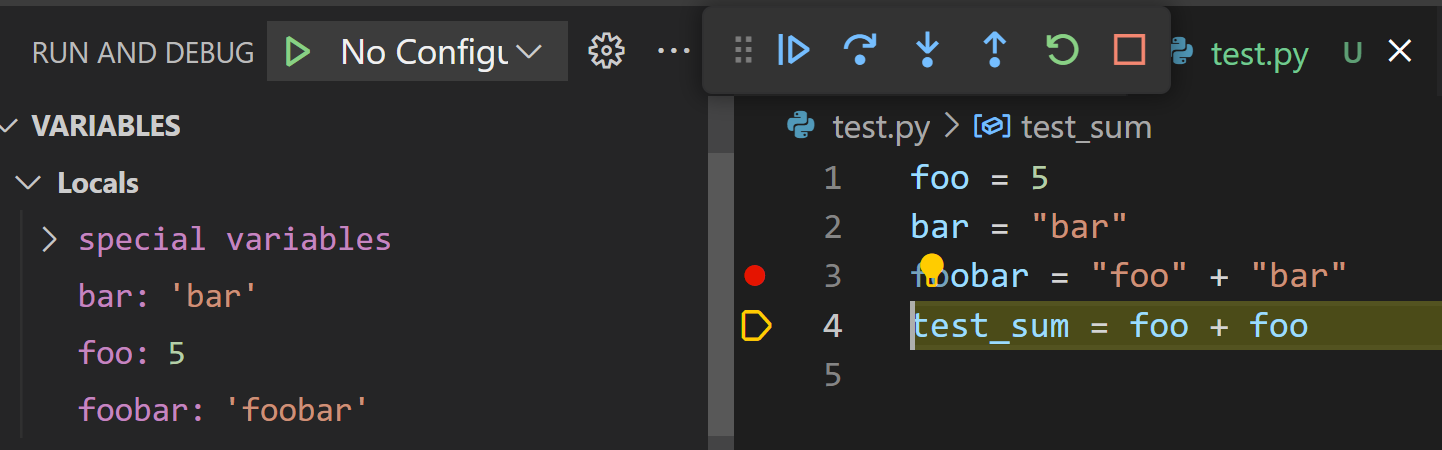 RUN AND DEBUG No Configu
test.py U
VARIABLES
test.py > test_sum
Locals
special variables
bar: 'bar'
foo: 5
foobar: 'foobar'
1 foo = 5
2 bar = "bar"
3 foobar = "foo" + "bar"
4 test_sum = foo + foo
5